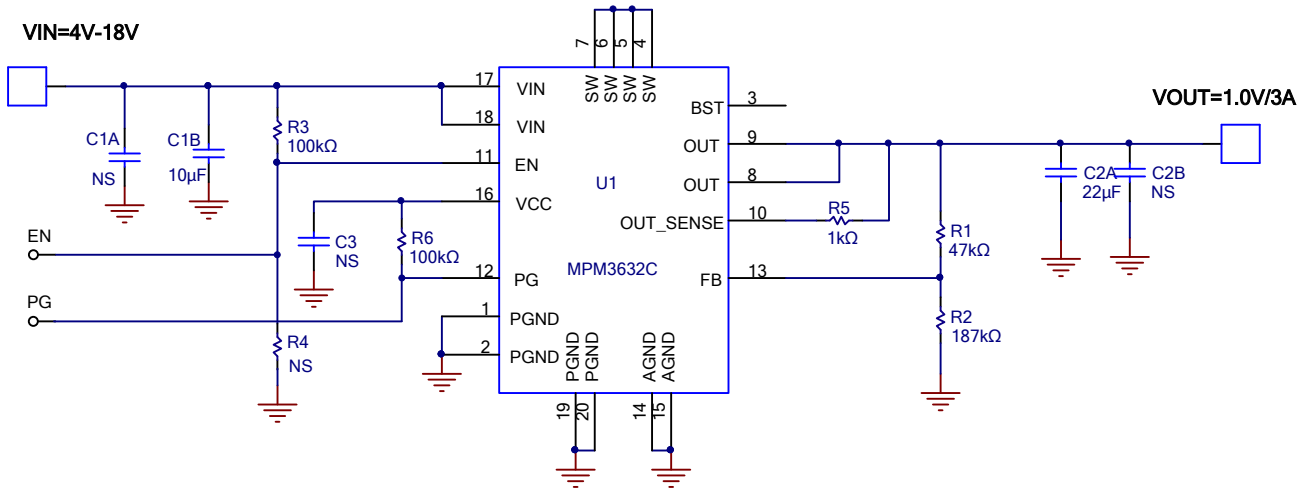 VIN=4V-18V
VOUT=1.0V/3A
7
6
5
4
SW
SW
SW
SW
17
VIN
18
VIN
11
EN
16
VCC
12
PG
1
PGND
2
PGND
BST
3
OUT
9
OUT
8
OUT_SENSE
10
FB
13
U1
MPM3632C
PGND
PGND
AGND
AGND
19
20
14
15
C1A
NS
C1B
10μF
R3
100kΩ
C3
NS
R6
100kΩ
EN
PG
R4
NS
R5
1kΩ
R1
47kΩ
R2
187kΩ
C2A
22μF
C2B
NS